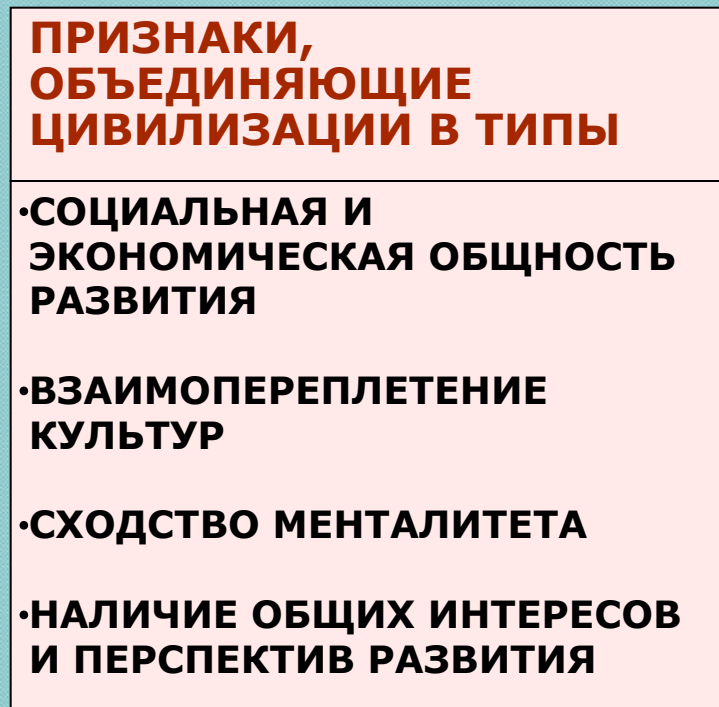 ПРИЗНАКИ,
ОБЪЕДИНЯЮЩИЕ
ЦИВИЛИЗАЦИИ В ТИПЫ
•СОЦИАЛЬНАЯ И
ЭКОНОМИЧЕСКАЯ ОБЩНОСТЬ
РАЗВИТИЯ
•ВЗАИМОПЕРЕПЛЕТЕНИЕ
КУЛЬТУР
•СХОДСТВО МЕНТАЛИТЕТА
•НАЛИЧИЕ ОБЩИХ ИНТЕРЕСОВ
И ПЕРСПЕКТИВ РАЗВИТИЯ